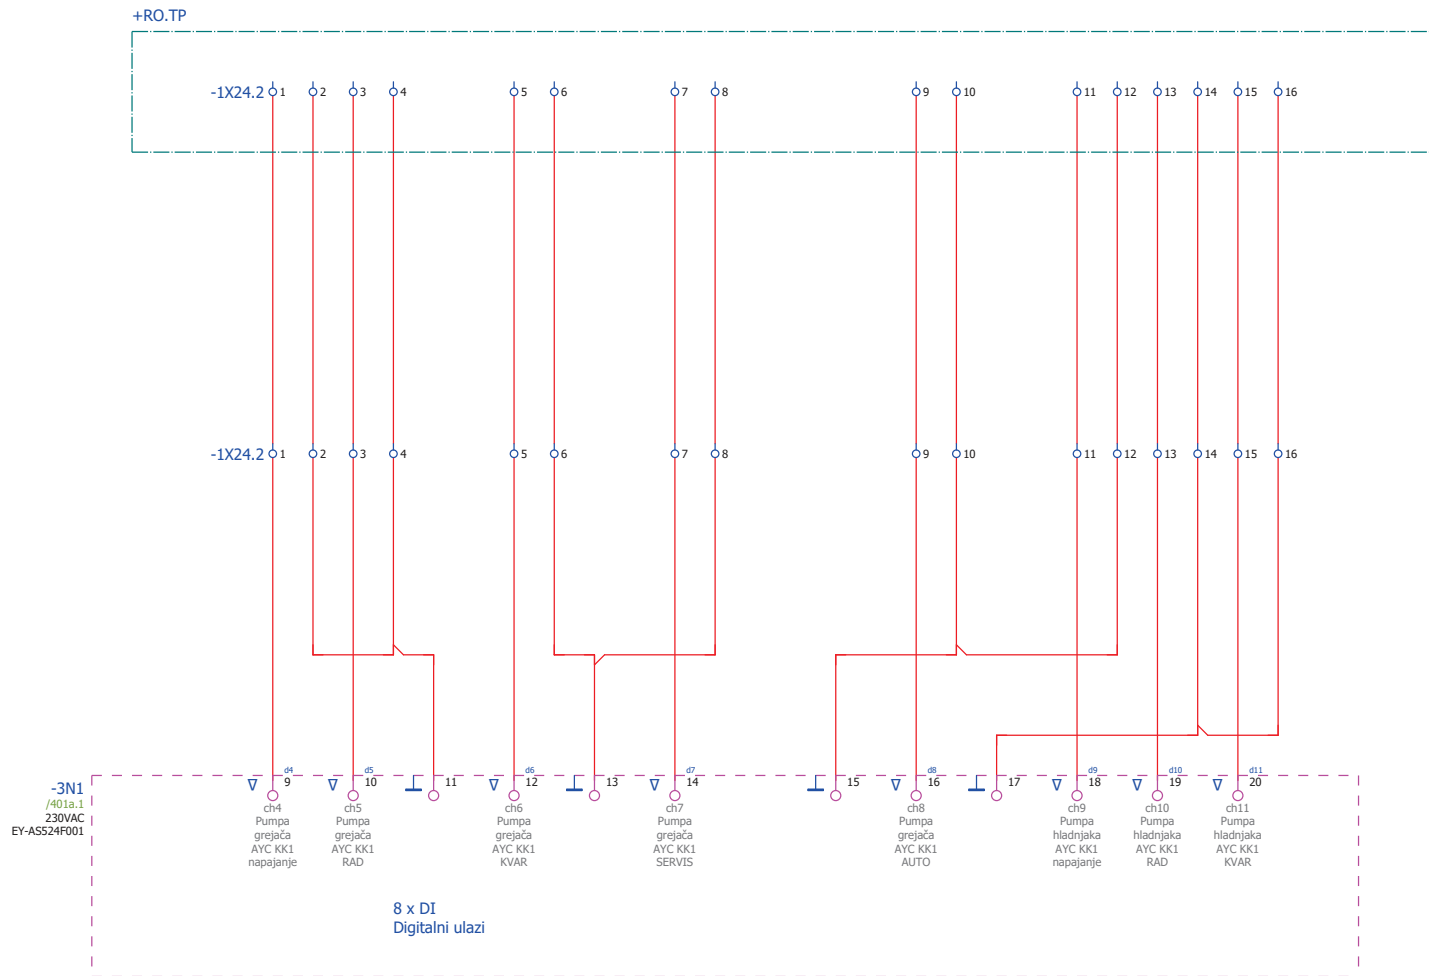 +RO.TP
-1X24.2 1 2 3 4 5 6 7 8 9 10 11 12 13 14 15 16
-1X24.2 1 2 3 4 5 6 7 8 9 10 11 12 13 14 15 16
d4 d5 d6 d7 d8 d9 d10 d11
9 10 11 12 13 14 15 16 17 18 19 20
-3N1
/401a.1
230VAC
EY-AS524F001
ch4
Pumpa
grejača
AYC KK1
napajanje
ch5
Pumpa
grejača
AYC KK1
RAD
ch6
Pumpa
grejača
AYC KK1
KVAR
ch7
Pumpa
grejača
AYC KK1
SERVIS
ch8
Pumpa
grejača
AYC KK1
AUTO
ch9
Pumpa
hladnjaka
AYC KK1
napajanje
ch10
Pumpa
hladnjaka
AYC KK1
RAD
ch11
Pumpa
hladnjaka
AYC KK1
KVAR
8 x DI
Digitalni ulazi